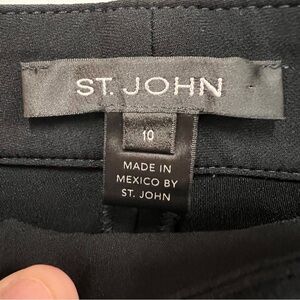 ST. JOHN
10
MADE IN
MEXICO BY
ST. JOHN